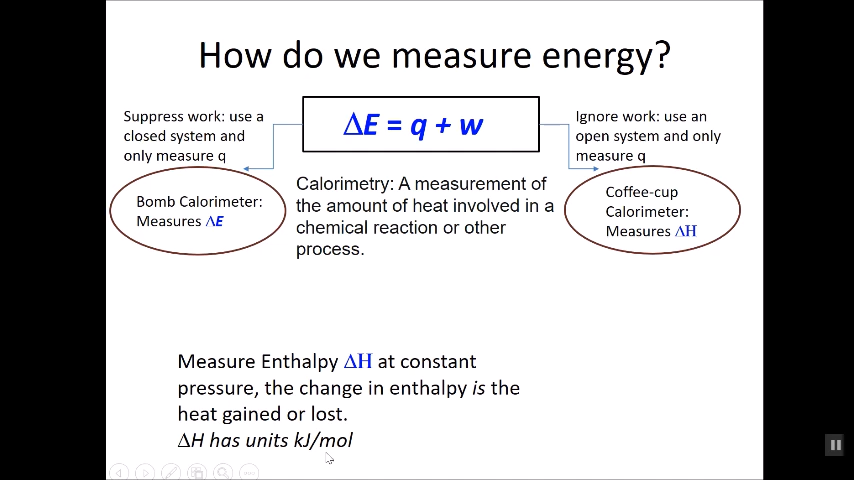 How do we measure energy?
Suppress work: use a
closed system and
only measure q
ΔE = q + w
Ignore work: use an
open system and only
measure q
Bomb Calorimeter:
Measures ΔE
Calorimetry: A measurement of
the amount of heat involved in a
chemical reaction or other
process.
Coffee-cup
Calorimeter:
Measures ΔH
Measure Enthalpy ΔH at constant
pressure, the change in enthalpy is the
heat gained or lost.
ΔH has units kJ/mol